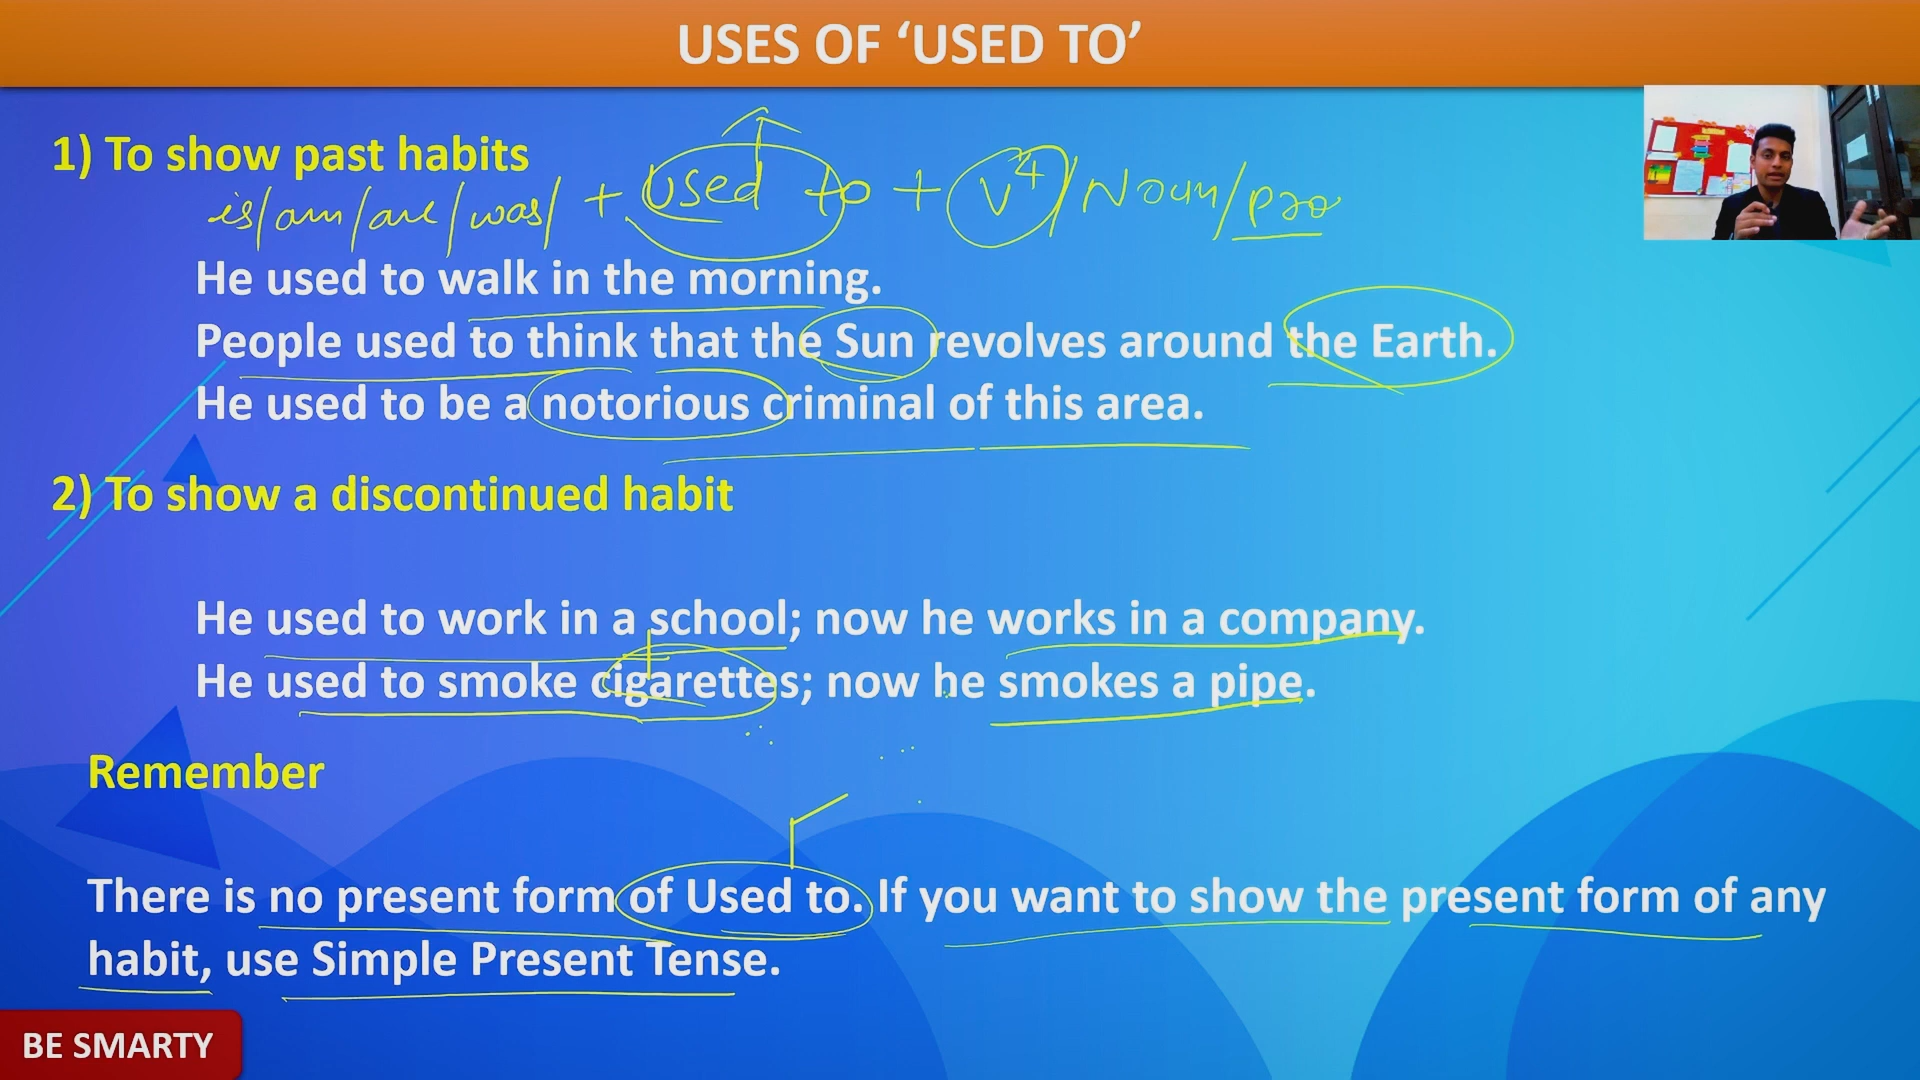 USES OF ‘USED TO’
1) To show past habits
is/am/are/was/ + used to + V4/Noun/pro
He used to walk in the morning.
People used to think that the Sun revolves around the Earth.
He used to be a notorious criminal of this area.
2) To show a discontinued habit
He used to work in a school; now he works in a company.
He used to smoke cigarettes; now he smokes a pipe.
Remember
There is no present form of Used to. If you want to show the present form of any
habit, use Simple Present Tense.
BE SMARTY